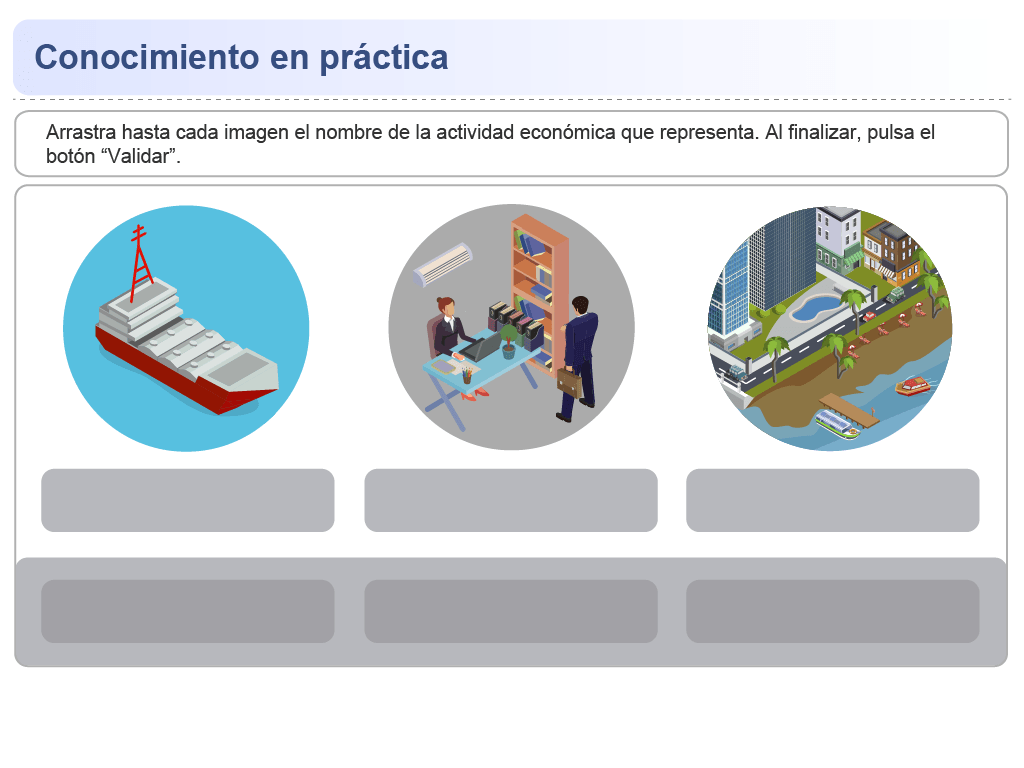 Conocimiento en práctica
Arrastra hasta cada imagen el nombre de la actividad económica que representa. Al finalizar, pulsa el
botón “Validar”.